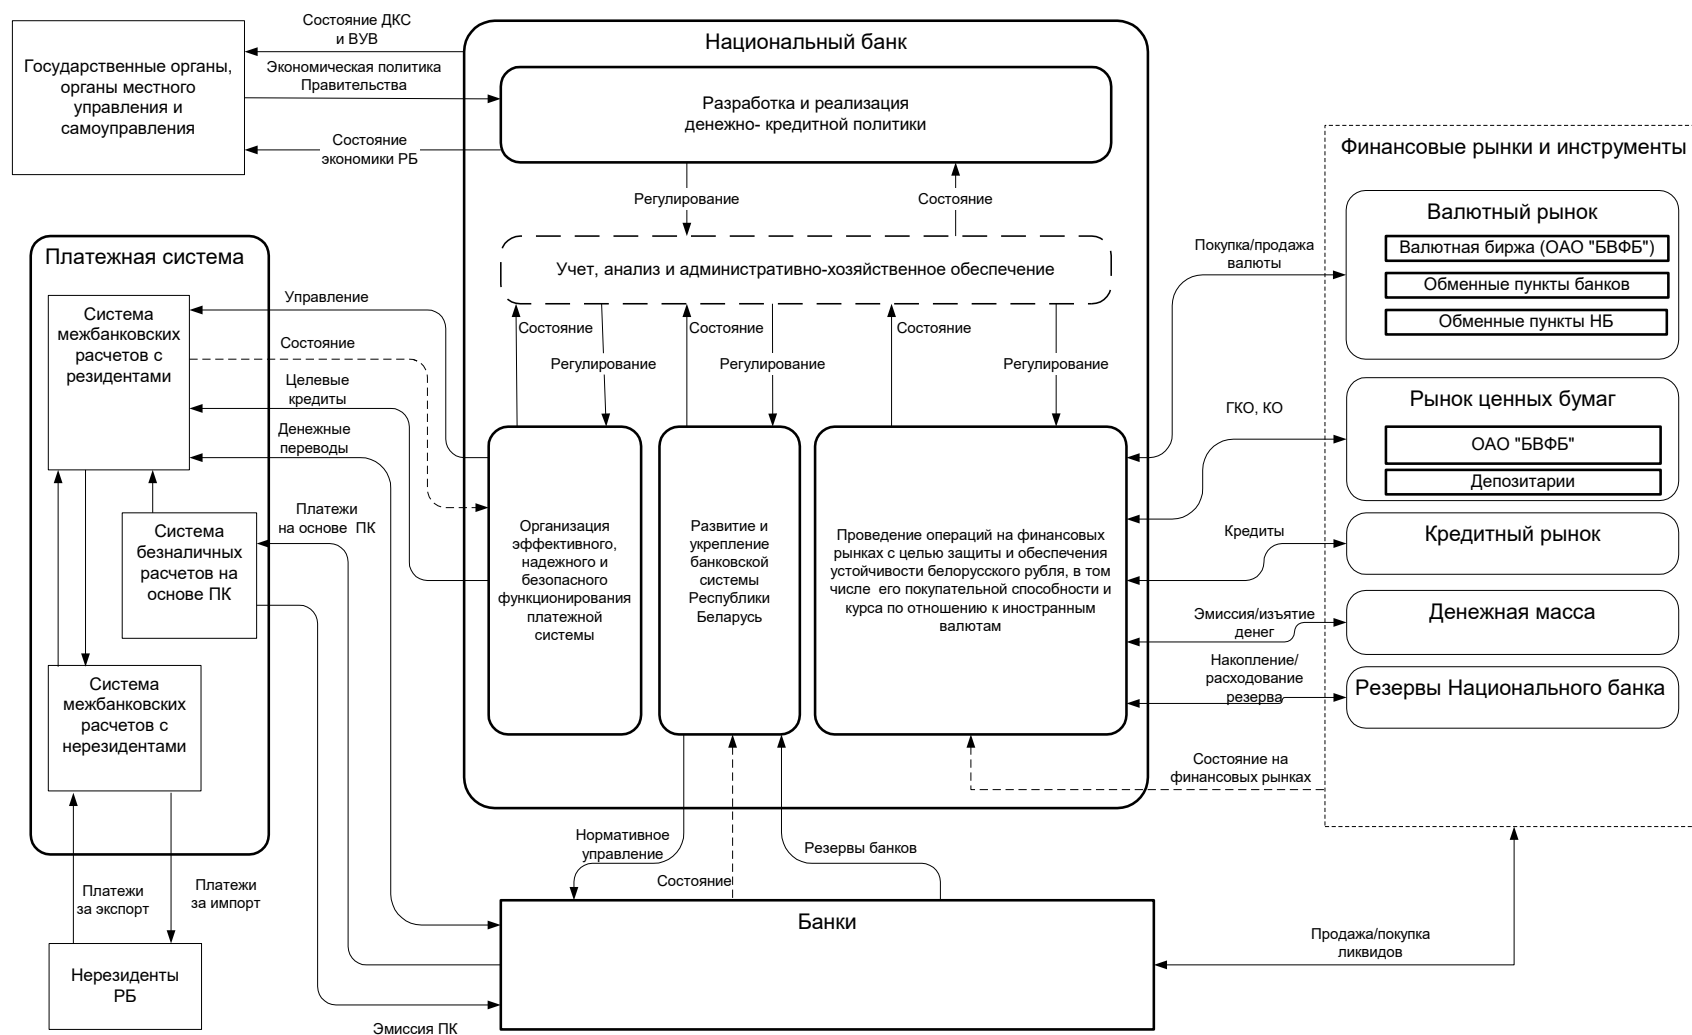 Состояние ДКС
и ВУВ
Государственные органы,
органы местного
управления и
самоуправления
Экономическая политика
Правительства
Состояние
экономики РБ
Национальный банк
Разработка и реализация
денежно- кредитной политики
Регулирование
Состояние
Учет, анализ и административно-хозяйственное обеспечение
Состояние
Регулирование
Состояние
Регулирование
Состояние
Регулирование
Организация
эффективного,
надежного и
безопасного
функционирования
платежной
системы
Развитие и
укрепление
банковской
системы
Республики
Беларусь
Проведение операций на финансовых
рынках с целью защиты и обеспечения
устойчивости белорусского рубля, в том
числе его покупательной способности и
курса по отношению к иностранным
валютам
Платежная система
Система
межбанковских
расчетов с
резидентами
Управление
Состояние
Целевые
кредиты
Денежные
переводы
Система
безналичных
расчетов на
основе ПК
Платежи
на основе ПК
Система
межбанковских
расчетов с
нерезидентами
Платежи
за экспорт
Платежи
за импорт
Нерезиденты
РБ
Эмиссия ПК
Нормативное
управление
Состояние
Резервы банков
Банки
Продажа/покупка
ликвидов
Финансовые рынки и инструменты
Покупка/продажа
валюты
Валютный рынок
Валютная биржа (ОАО "БВФБ")
Обменные пункты банков
Обменные пункты НБ
ГКО, КО
Рынок ценных бумаг
ОАО "БВФБ"
Депозитарии
Кредиты
Кредитный рынок
Эмиссия/изъятие
денег
Денежная масса
Накопление/
расходование
резерва
Резервы Национального банка
Состояние на
финансовых рынках